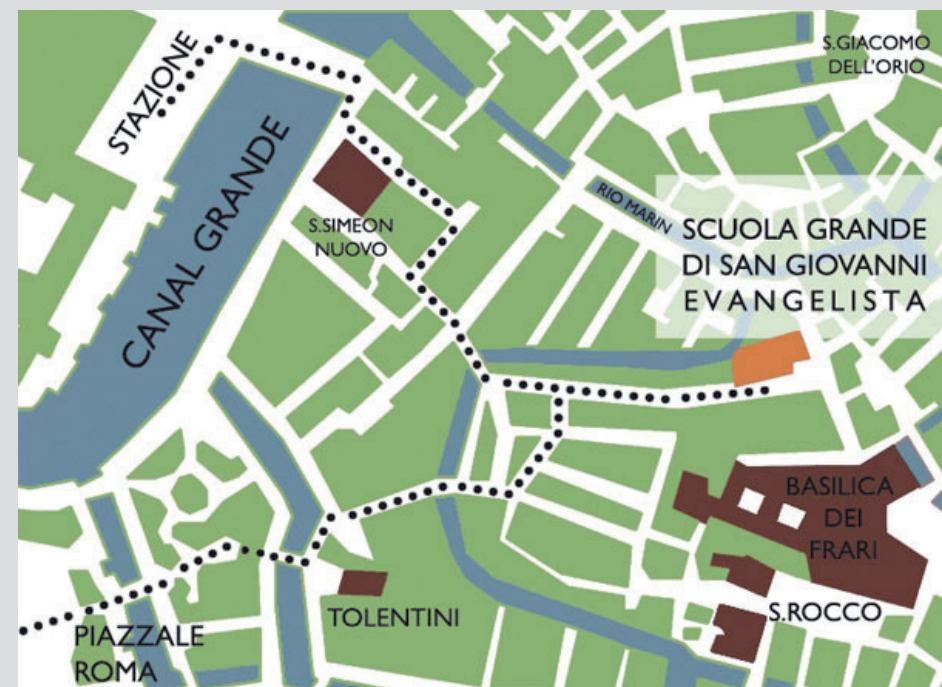 S.GIACOMO
DELL'ORIO
STAZIONE
CANAL GRANDE
RIO MARIN
S.SIMEON
NUOVO
SCUOLA GRANDE
DI SAN GIOVANNI
EVANGELISTA
BASILICA
DEI
FRARI
S.ROCCO
TOLENTINI
PIAZZALE
ROMA